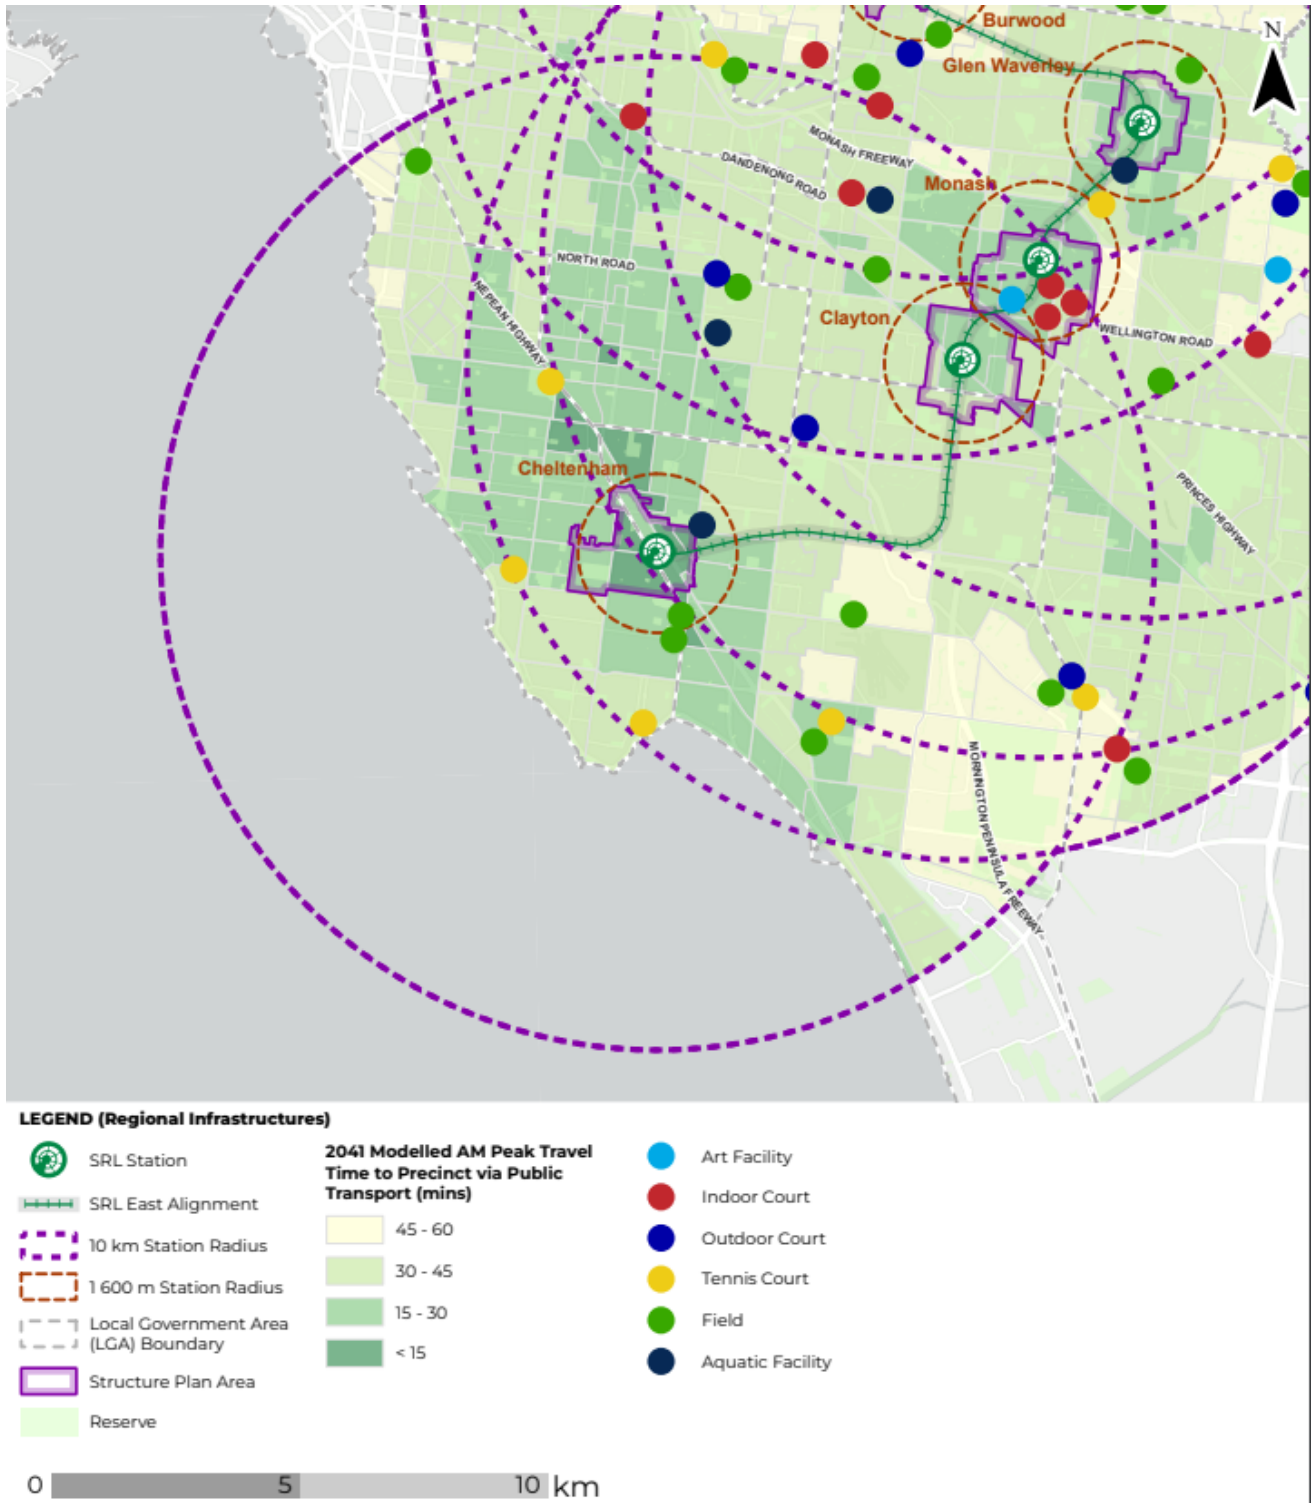 Burwood
N
Glen Waverley
MONASH FREEWAY
DANDENONG ROAD
Monash
NORTH ROAD
NEPEAN HIGHWAY
Clayton
WELLINGTON ROAD
Cheltenham
PRINCES HIGHWAY
MORNINGTON PENINSULA FREEWAY
LEGEND (Regional Infrastructures)
SRL Station
SRL East Alignment
10 km Station Radius
1 600 m Station Radius
Local Government Area
(LGA) Boundary
Structure Plan Area
Reserve
2041 Modelled AM Peak Travel
Time to Precinct via Public
Transport (mins)
45 - 60
30 - 45
15 - 30
< 15
Art Facility
Indoor Court
Outdoor Court
Tennis Court
Field
Aquatic Facility
0 5 10 km